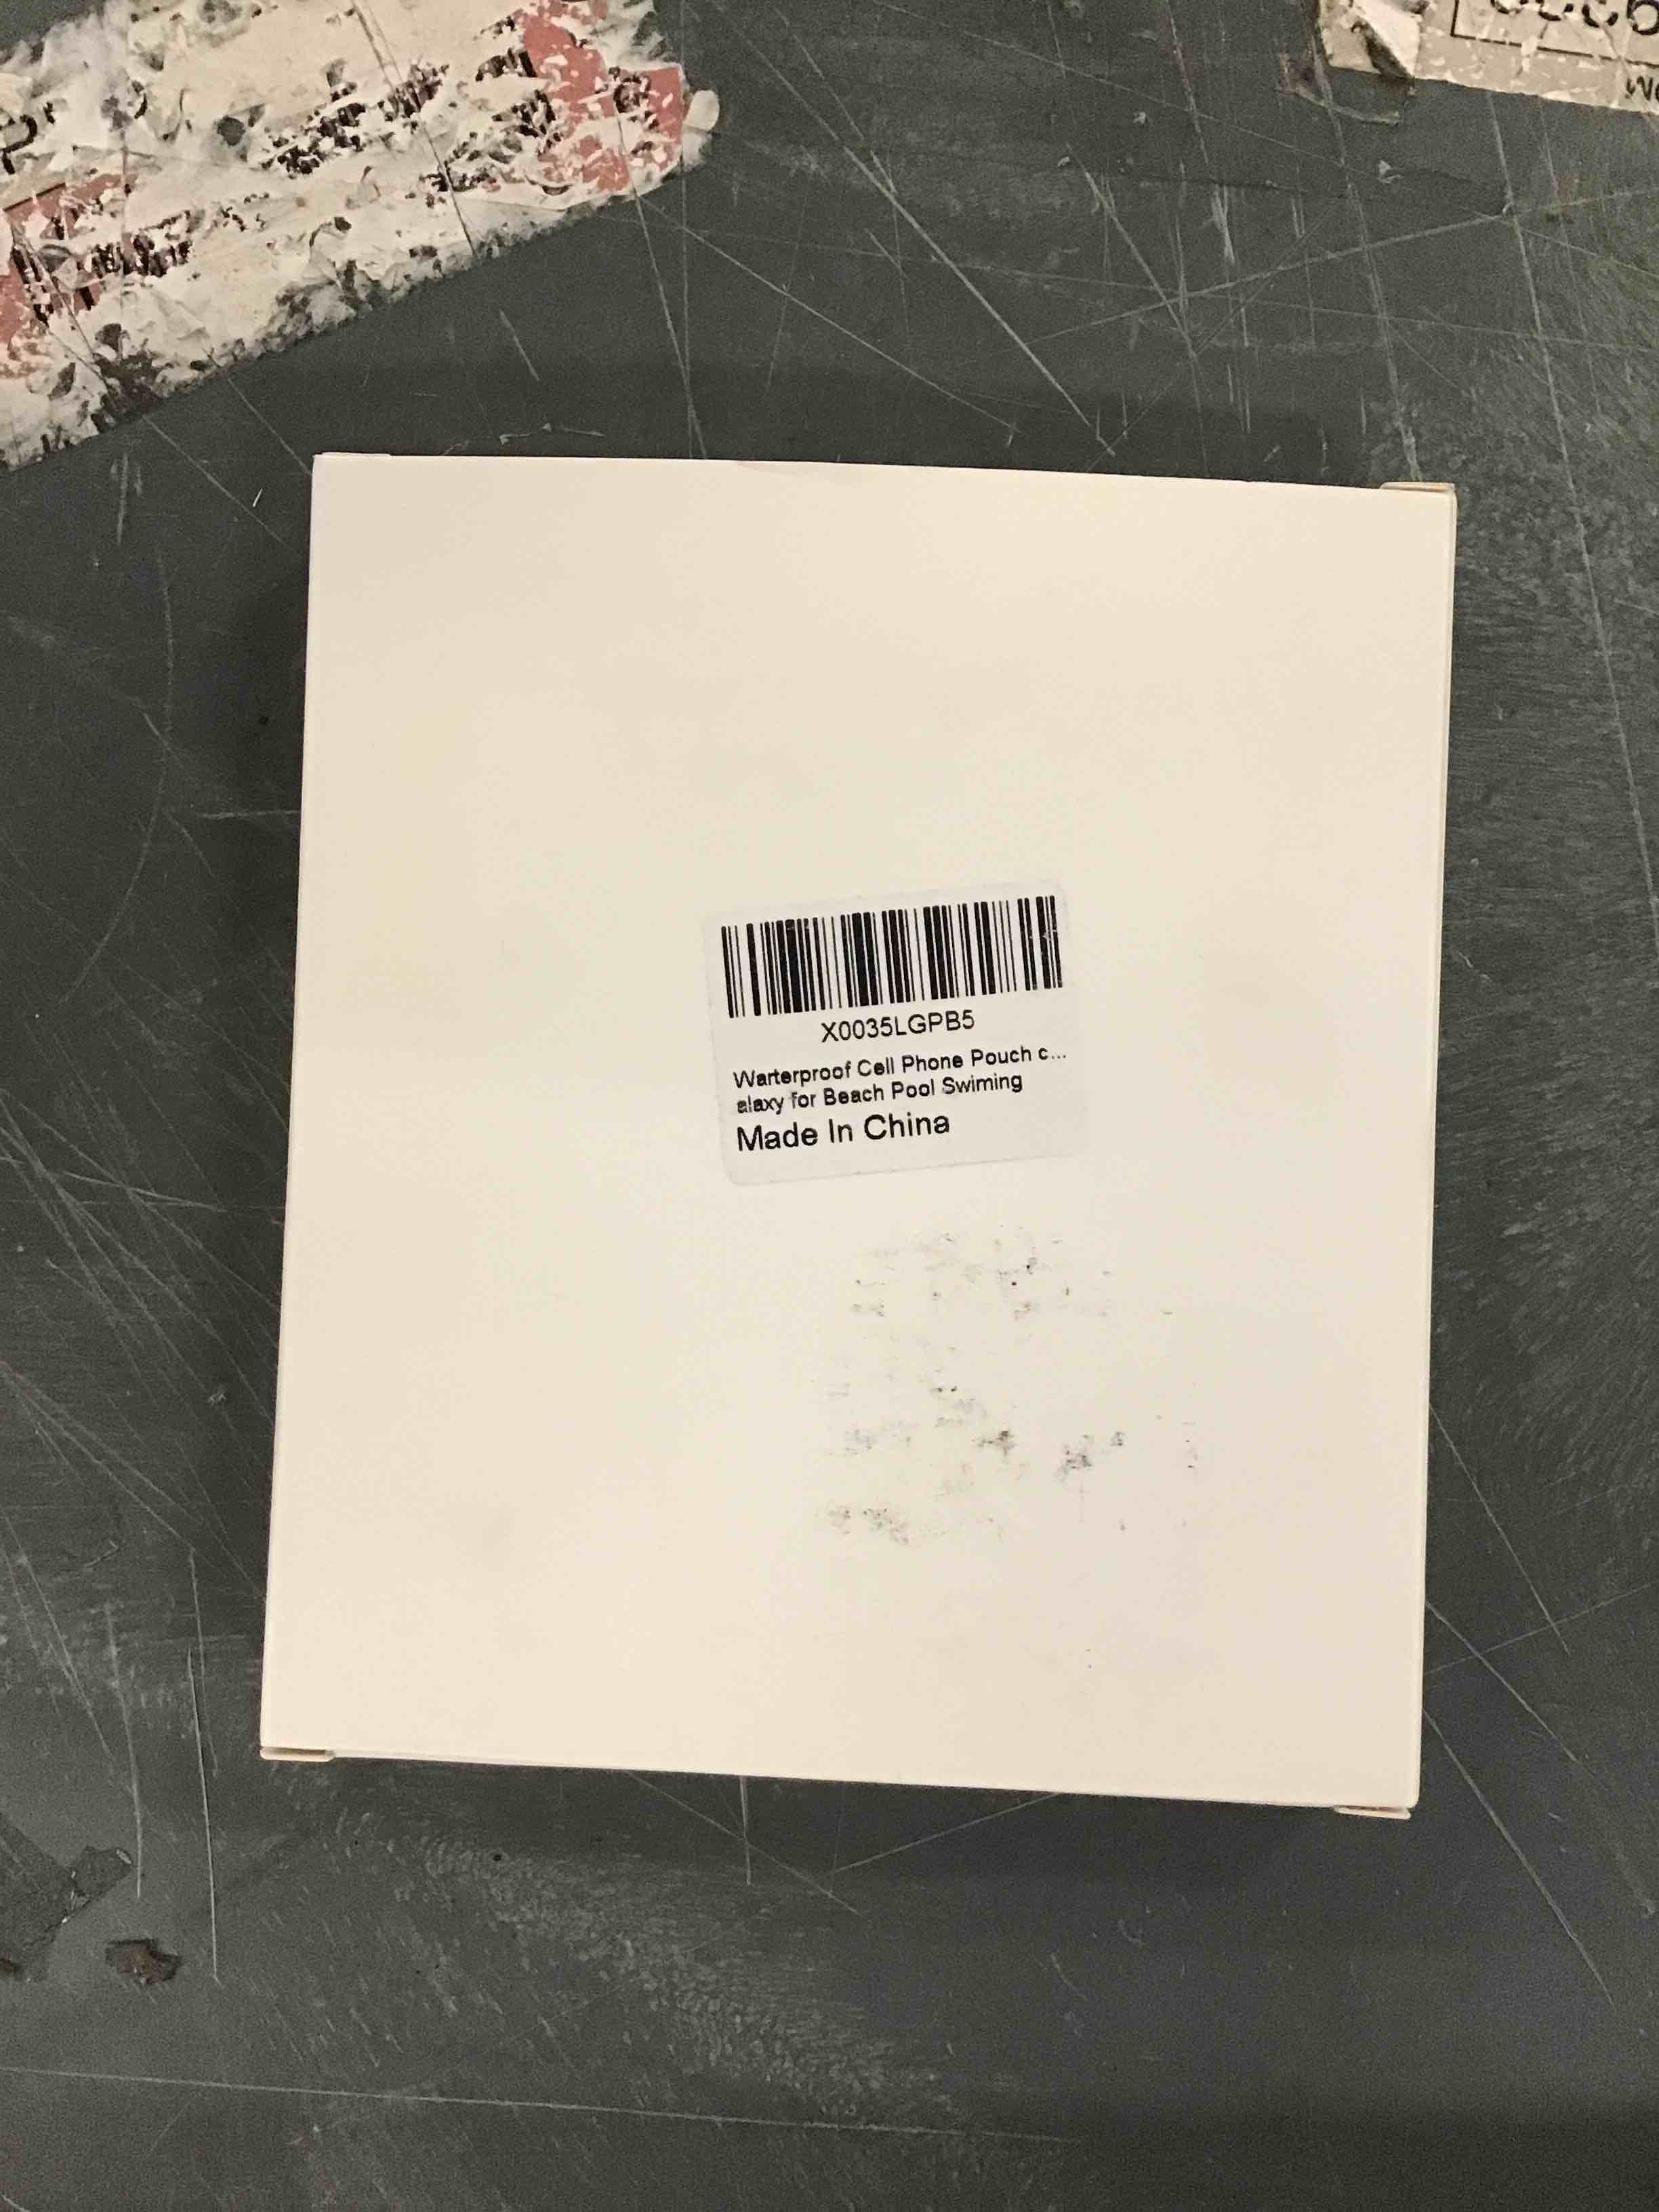 X0035LGPB5
Warterproof Cell Phone Pouch c...
alaxy for Beach Pool Swiming
Made In China